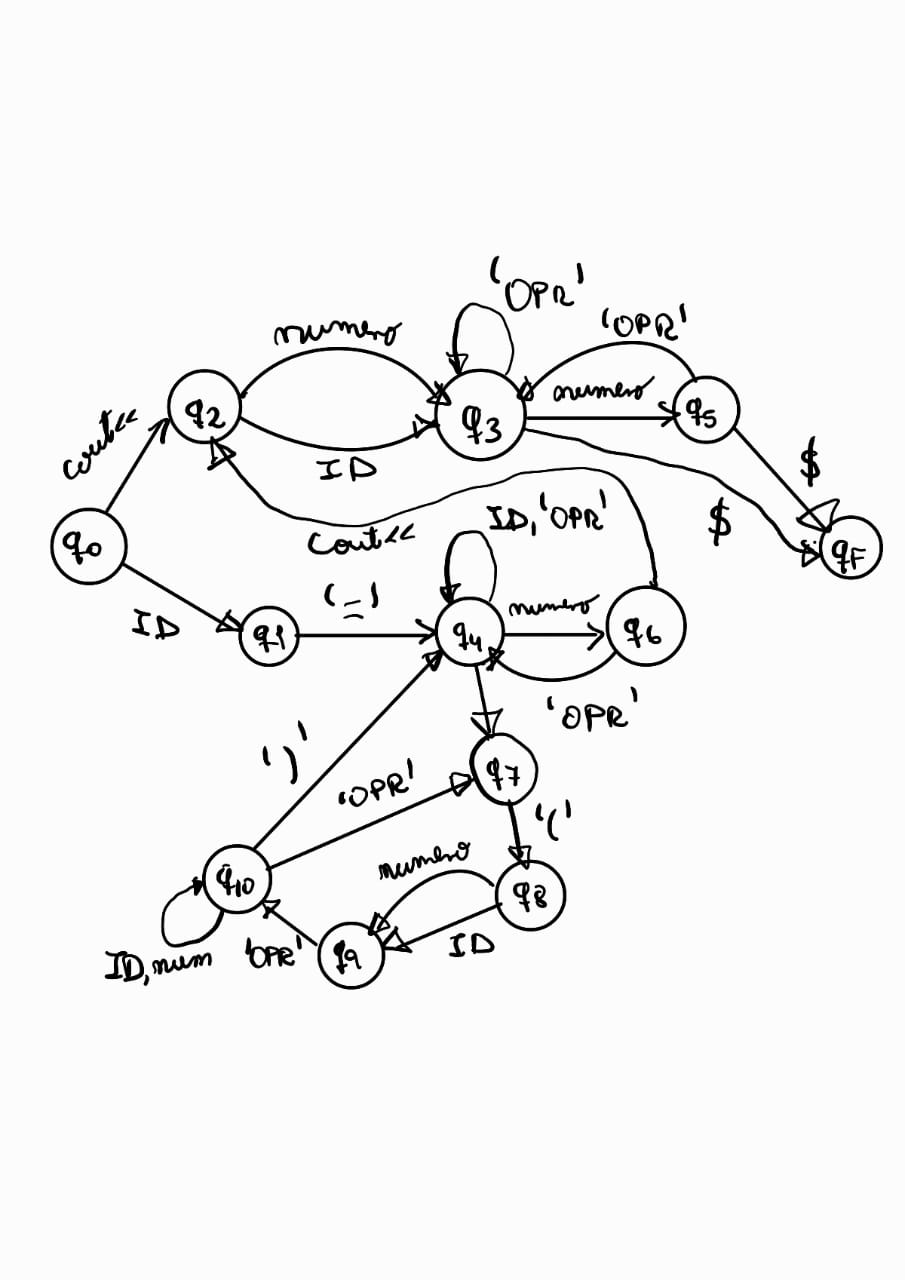 'OPR'
numero
'OPR'
q2
cout<<
numero
q3
q5
ID
$
$
ID,'OPR'
cout<<
q0
qF
'='
numero
ID
q1
q4
q6
'OPR'
')'
q7
'OPR'
'('
numero
q10
q8
ID
'OPR'
q9
ID,num